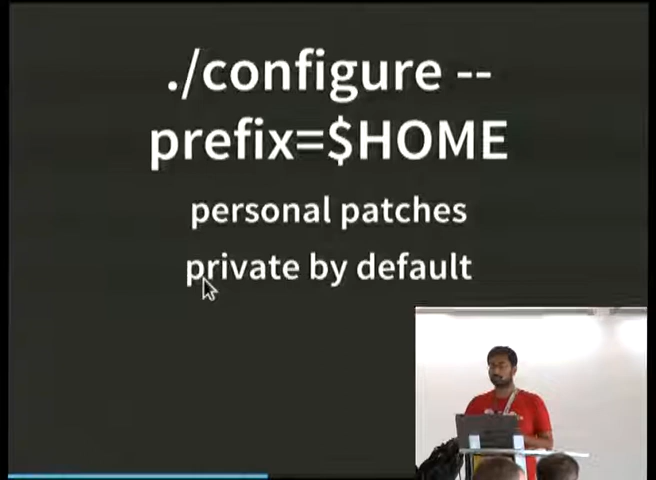 ./configure --
prefix=$HOME
personal patches
private by default